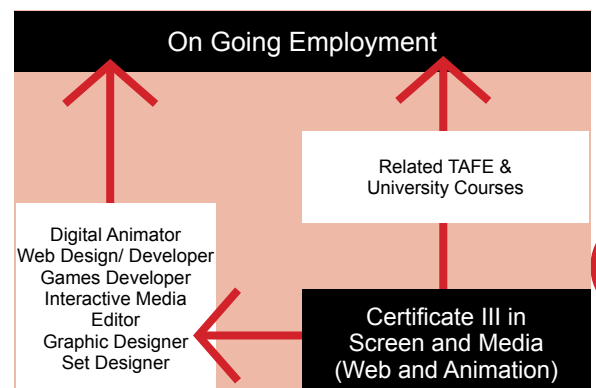 On Going Employment
Related TAFE &
University Courses
Digital Animator
Web Design/ Developer
Games Developer
Interactive Media
Editor
Graphic Designer
Set Designer
Certificate III in
Screen and Media
(Web and Animation)